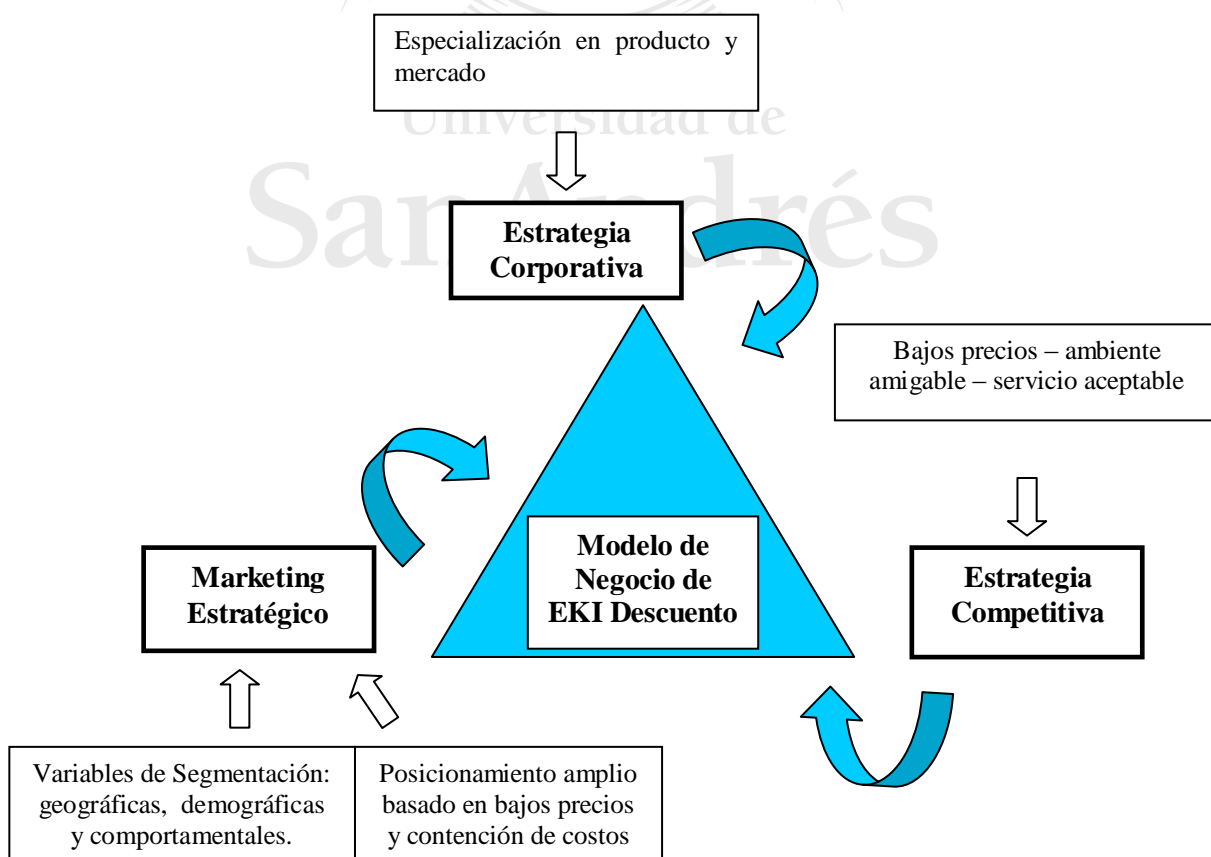 Especialización en producto y
mercado
Universidad de
San Andrés
Estrategia
Corporativa
Bajos precios – ambiente
amigable – servicio aceptable
Modelo de
Negocio de
EKI Descuento
Marketing
Estratégico
Estrategia
Competitiva
Variables de Segmentación:
geográficas, demográficas
y comportamentales.
Posicionamiento amplio
basado en bajos precios
y contención de costos